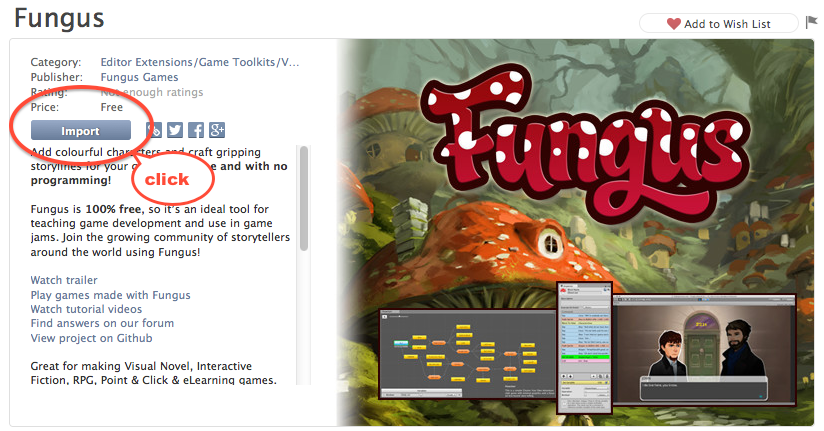 Fungus
Add to Wish List
Category: Editor Extensions/Game Toolkits/V...
Publisher: Fungus Games
Rating: Not enough ratings
Price: Free
Import
Add colourful characters and craft gripping
storylines for your
e and with no
programming!
click
Fungus is 100% free, so it's an ideal tool for
teaching game development and use in game
jams. Join the growing community of storytellers
around the world using Fungus!
Watch trailer
Play games made with Fungus
Watch tutorial videos
Find answers on our forum
View project on Github
Great for making Visual Novel, Interactive
Fiction, RPG, Point & Click & eLearning games.
Fungus